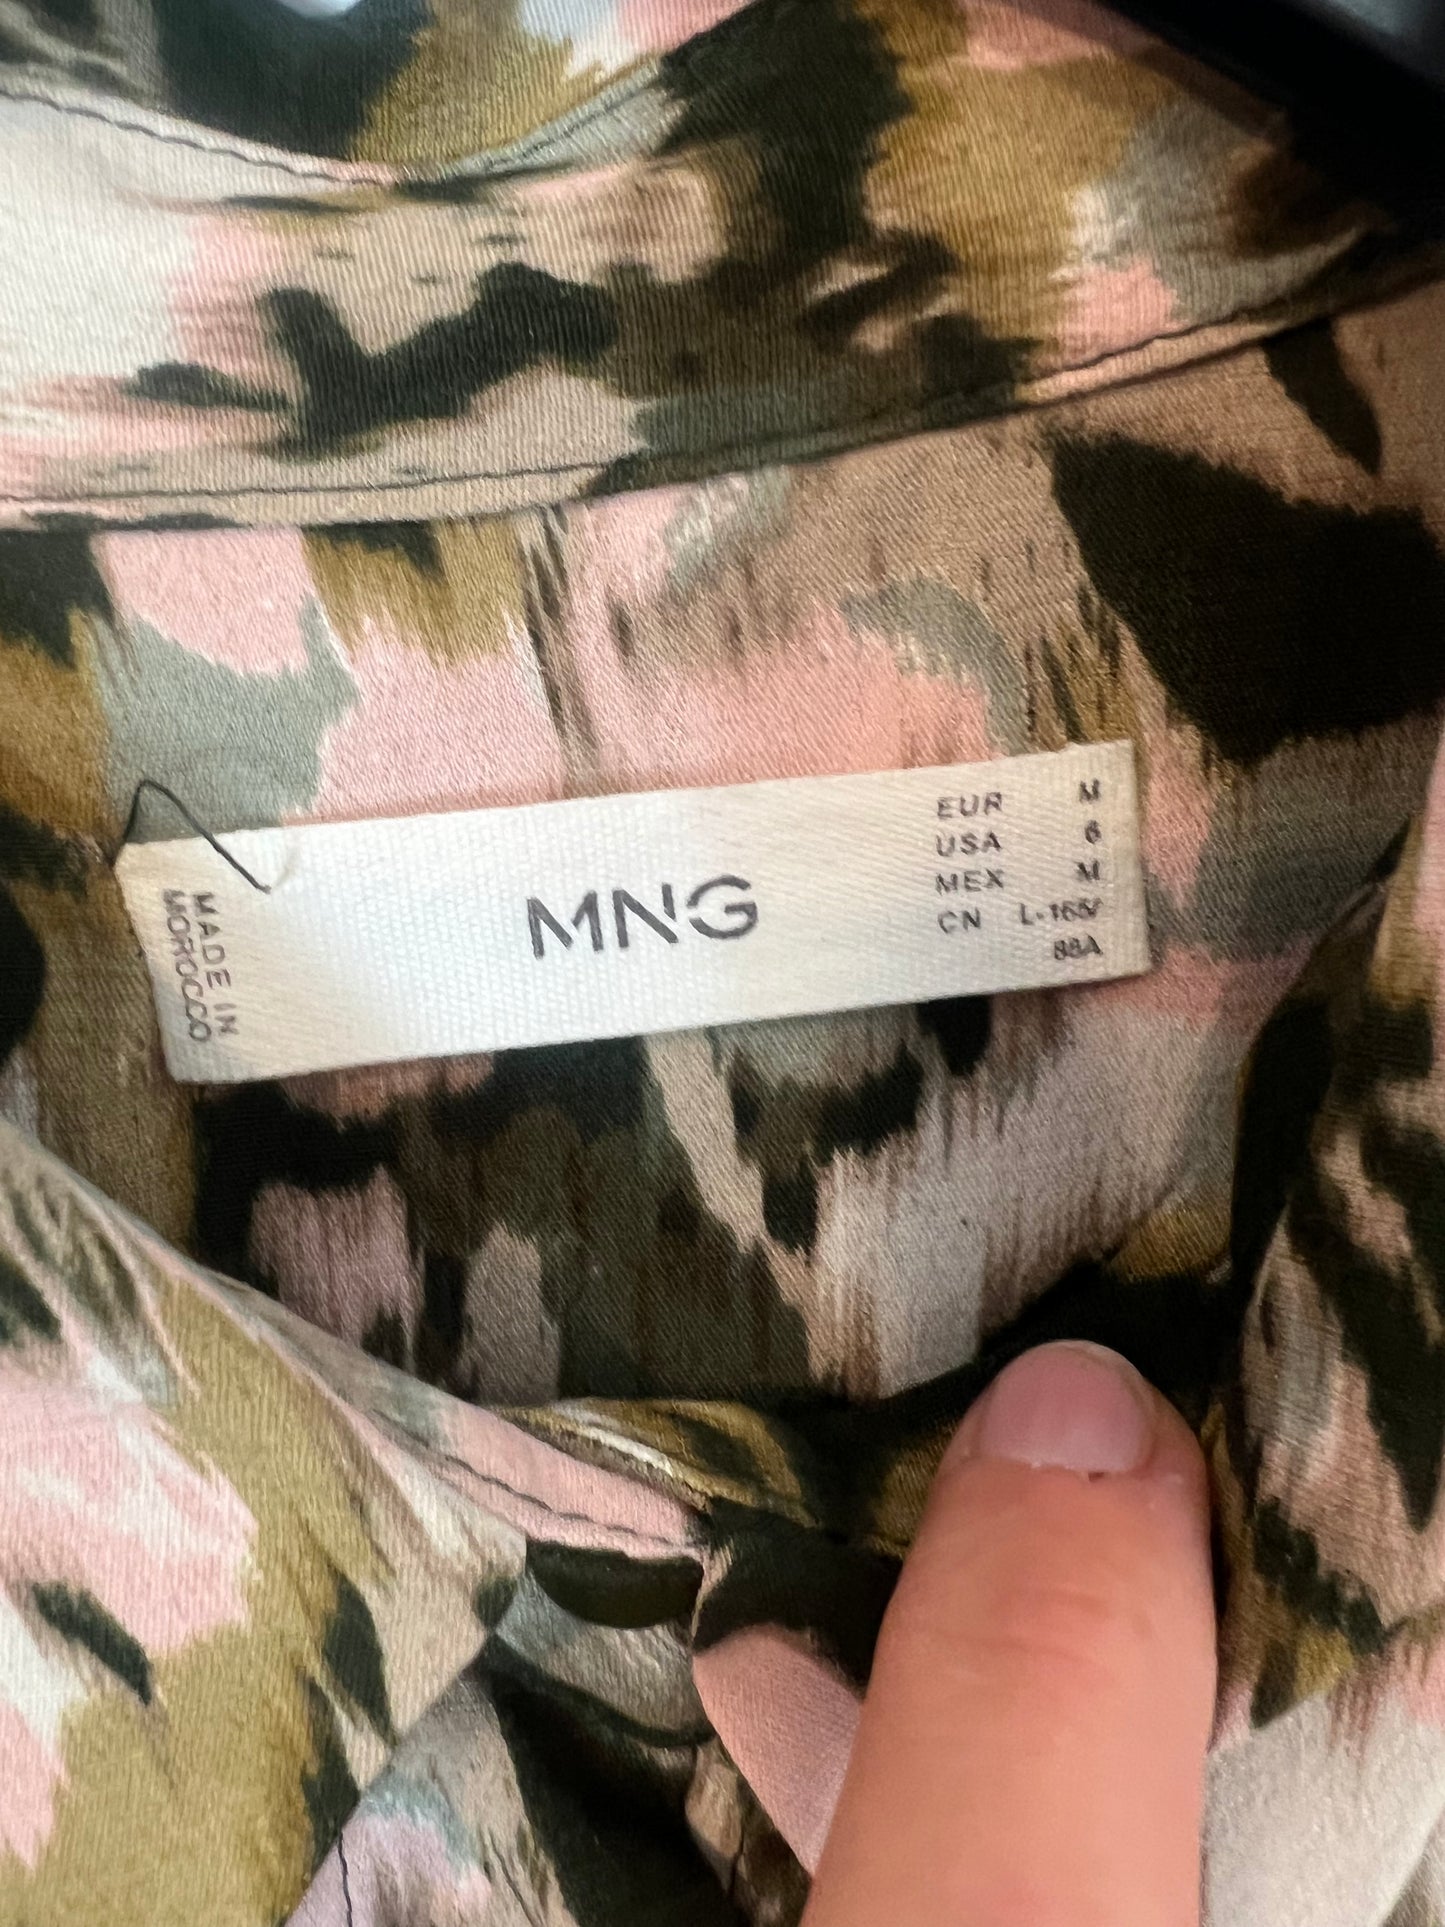 MADE IN
MOROCCO
MNG
EUR M
USA 6
MEX M
CN L-165/
88A